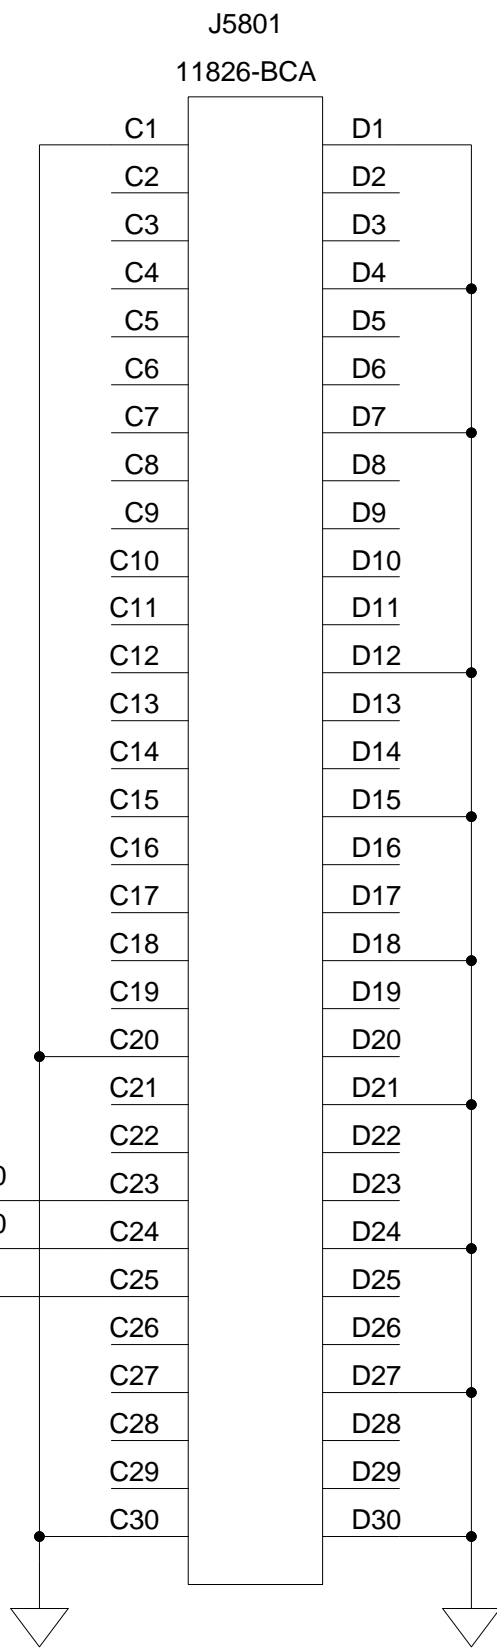 J5801
11826-BCA
C1 D1
C2 D2
C3 D3
C4 D4
C5 D5
C6 D6
C7 D7
C8 D8
C9 D9
C10 D10
C11 D11
C12 D12
C13 D13
C14 D14
C15 D15
C16 D16
C17 D17
C18 D18
C19 D19
C20 D20
C21 D21
C22 D22
0 C23 D23
0 C24 D24
C25 D25
C26 D26
C27 D27
C28 D28
C29 D29
C30 D30